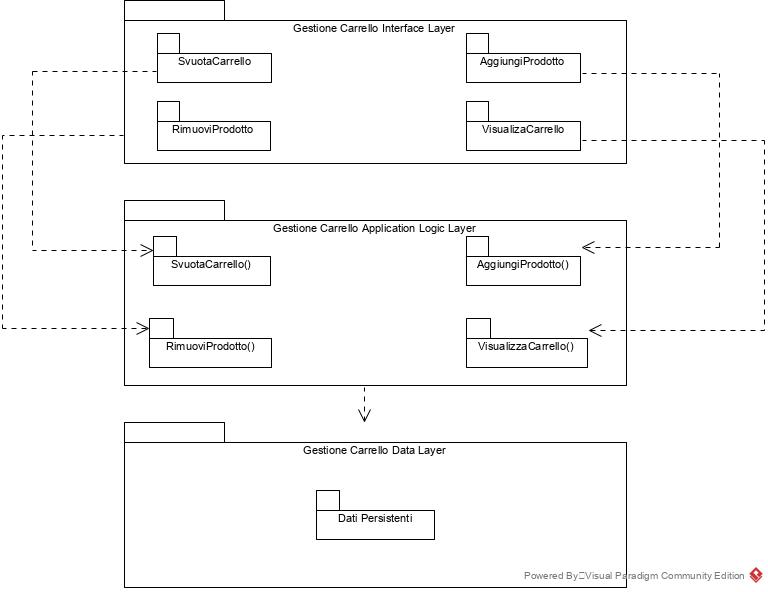 Gestione Carrello Interface Layer
SvuotaCarrello
AggiungiProdotto
RimuoviProdotto
VisualizaCarrello
Gestione Carrello Application Logic Layer
SvuotaCarrello()
AggiungiProdotto()
RimuoviProdotto()
VisualizzaCarrello()
Gestione Carrello Data Layer
Dati Persistenti
Powered By Visual Paradigm Community Edition